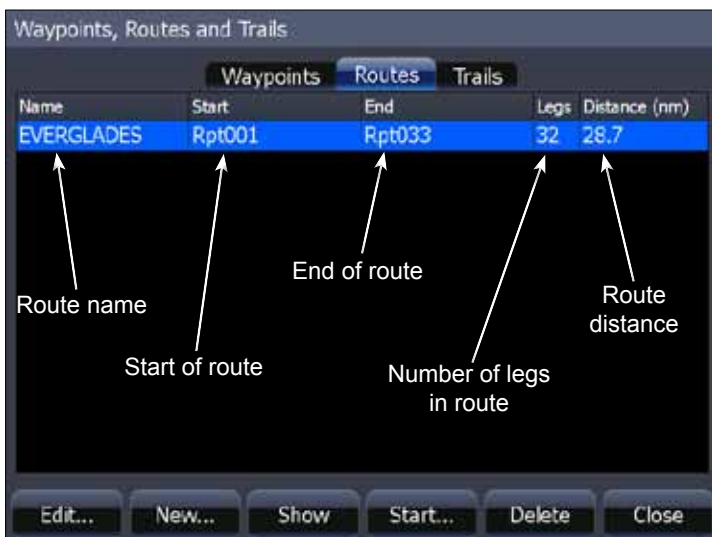 Waypoints, Routes and Trails
Waypoints Routes Trails
Name Start End Legs Distance (nm)
EVERGLADES Rpt001 Rpt033 32 28.7
End of route
Route name
Route
distance
Start of route
Number of legs
in route
Edit... New... Show Start... Delete Close